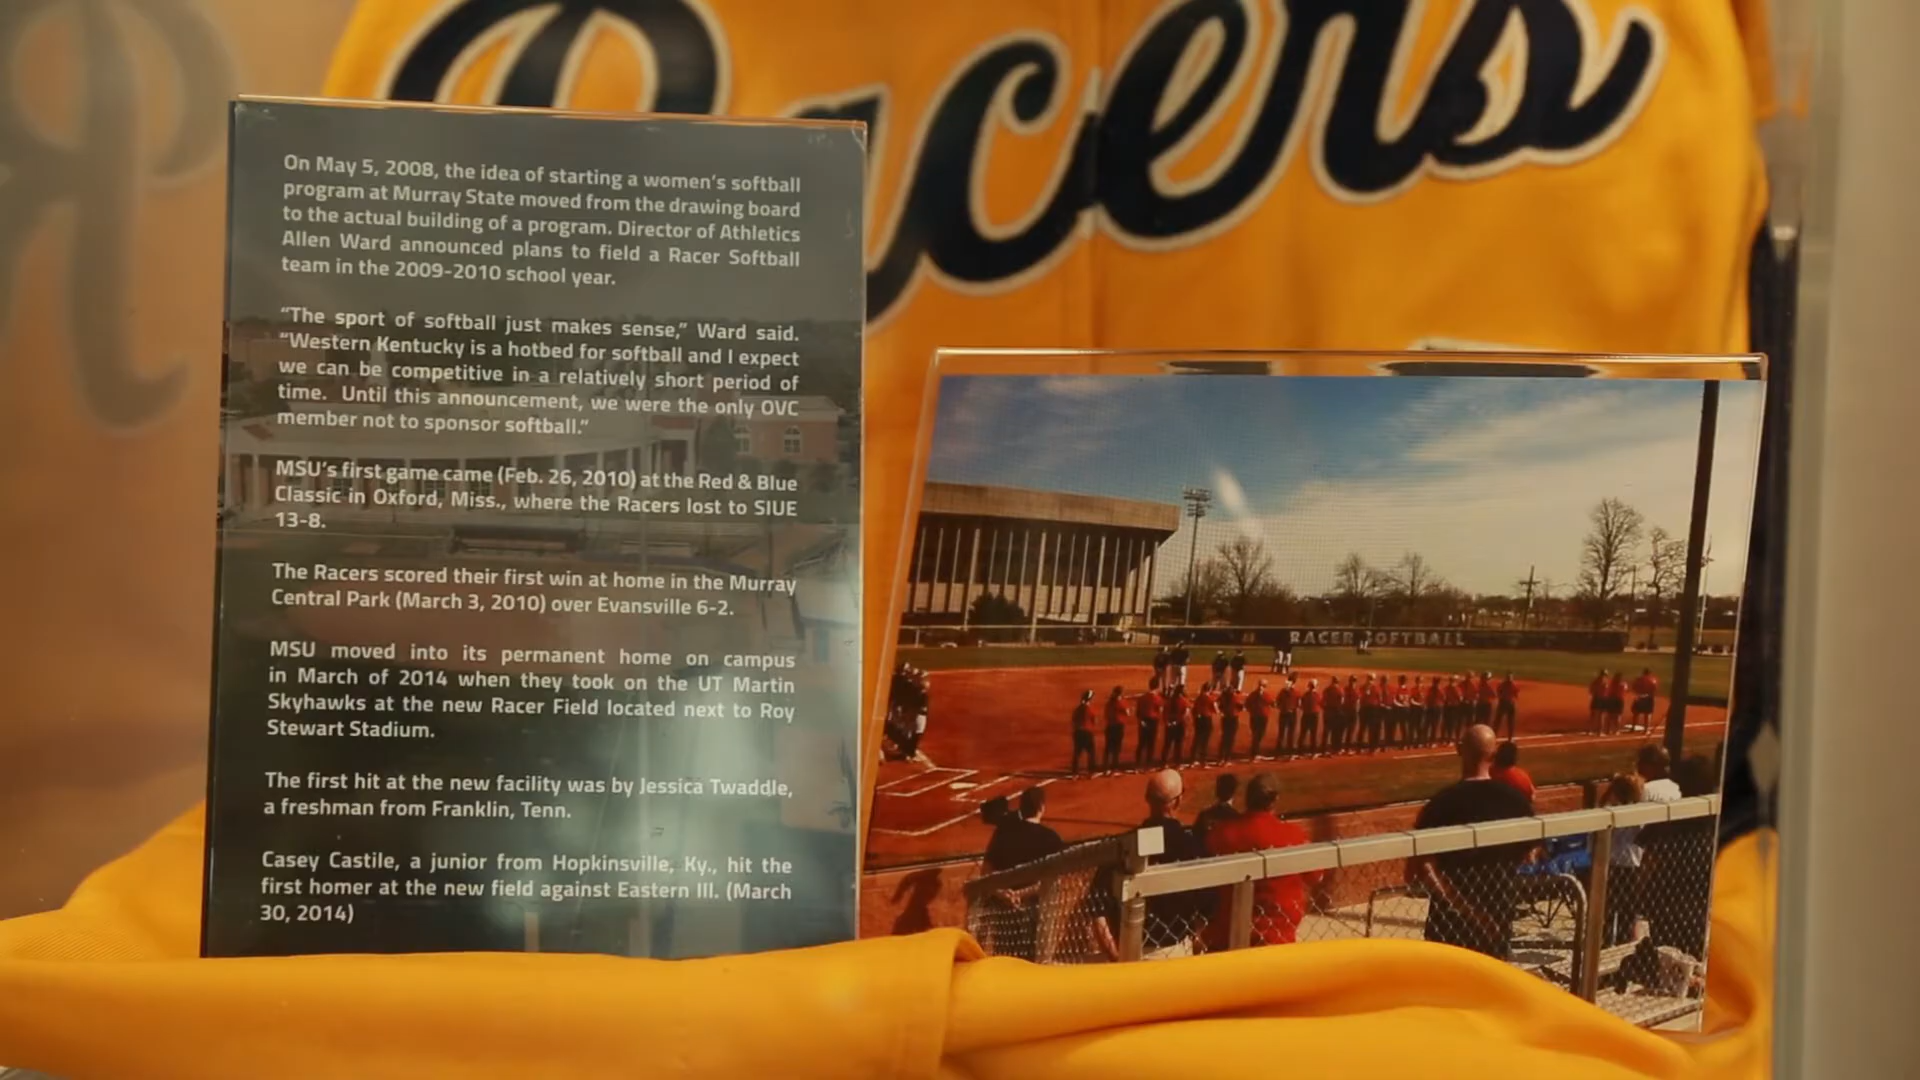 Racers
On May 5, 2008, the idea of starting a women's softball
program at Murray State moved from the drawing board
to the actual building of a program. Director of Athletics
Allen Ward announced plans to field a Racer Softball
team in the 2009-2010 school year.
“The sport of softball just makes sense,” Ward said.
“Western Kentucky is a hotbed for softball and I expect
we can be competitive in a relatively short period of
time. Until this announcement, we were the only OVC
member not to sponsor softball.”
MSU's first game came (Feb. 26, 2010) at the Red & Blue
Classic in Oxford, Miss., where the Racers lost to SIUE
13-8.
The Racers scored their first win at home in the Murray
Central Park (March 3, 2010) over Evansville 6-2.
MSU moved into its permanent home on campus
in March of 2014 when they took on the UT Martin
Skyhawks at the new Racer Field located next to Roy
Stewart Stadium.
The first hit at the new facility was by Jessica Twaddle,
a freshman from Franklin, Tenn.
Casey Castile, a junior from Hopkinsville, Ky., hit the
first homer at the new field against Eastern Ill. (March
30, 2014)
RACER SOFTBALL